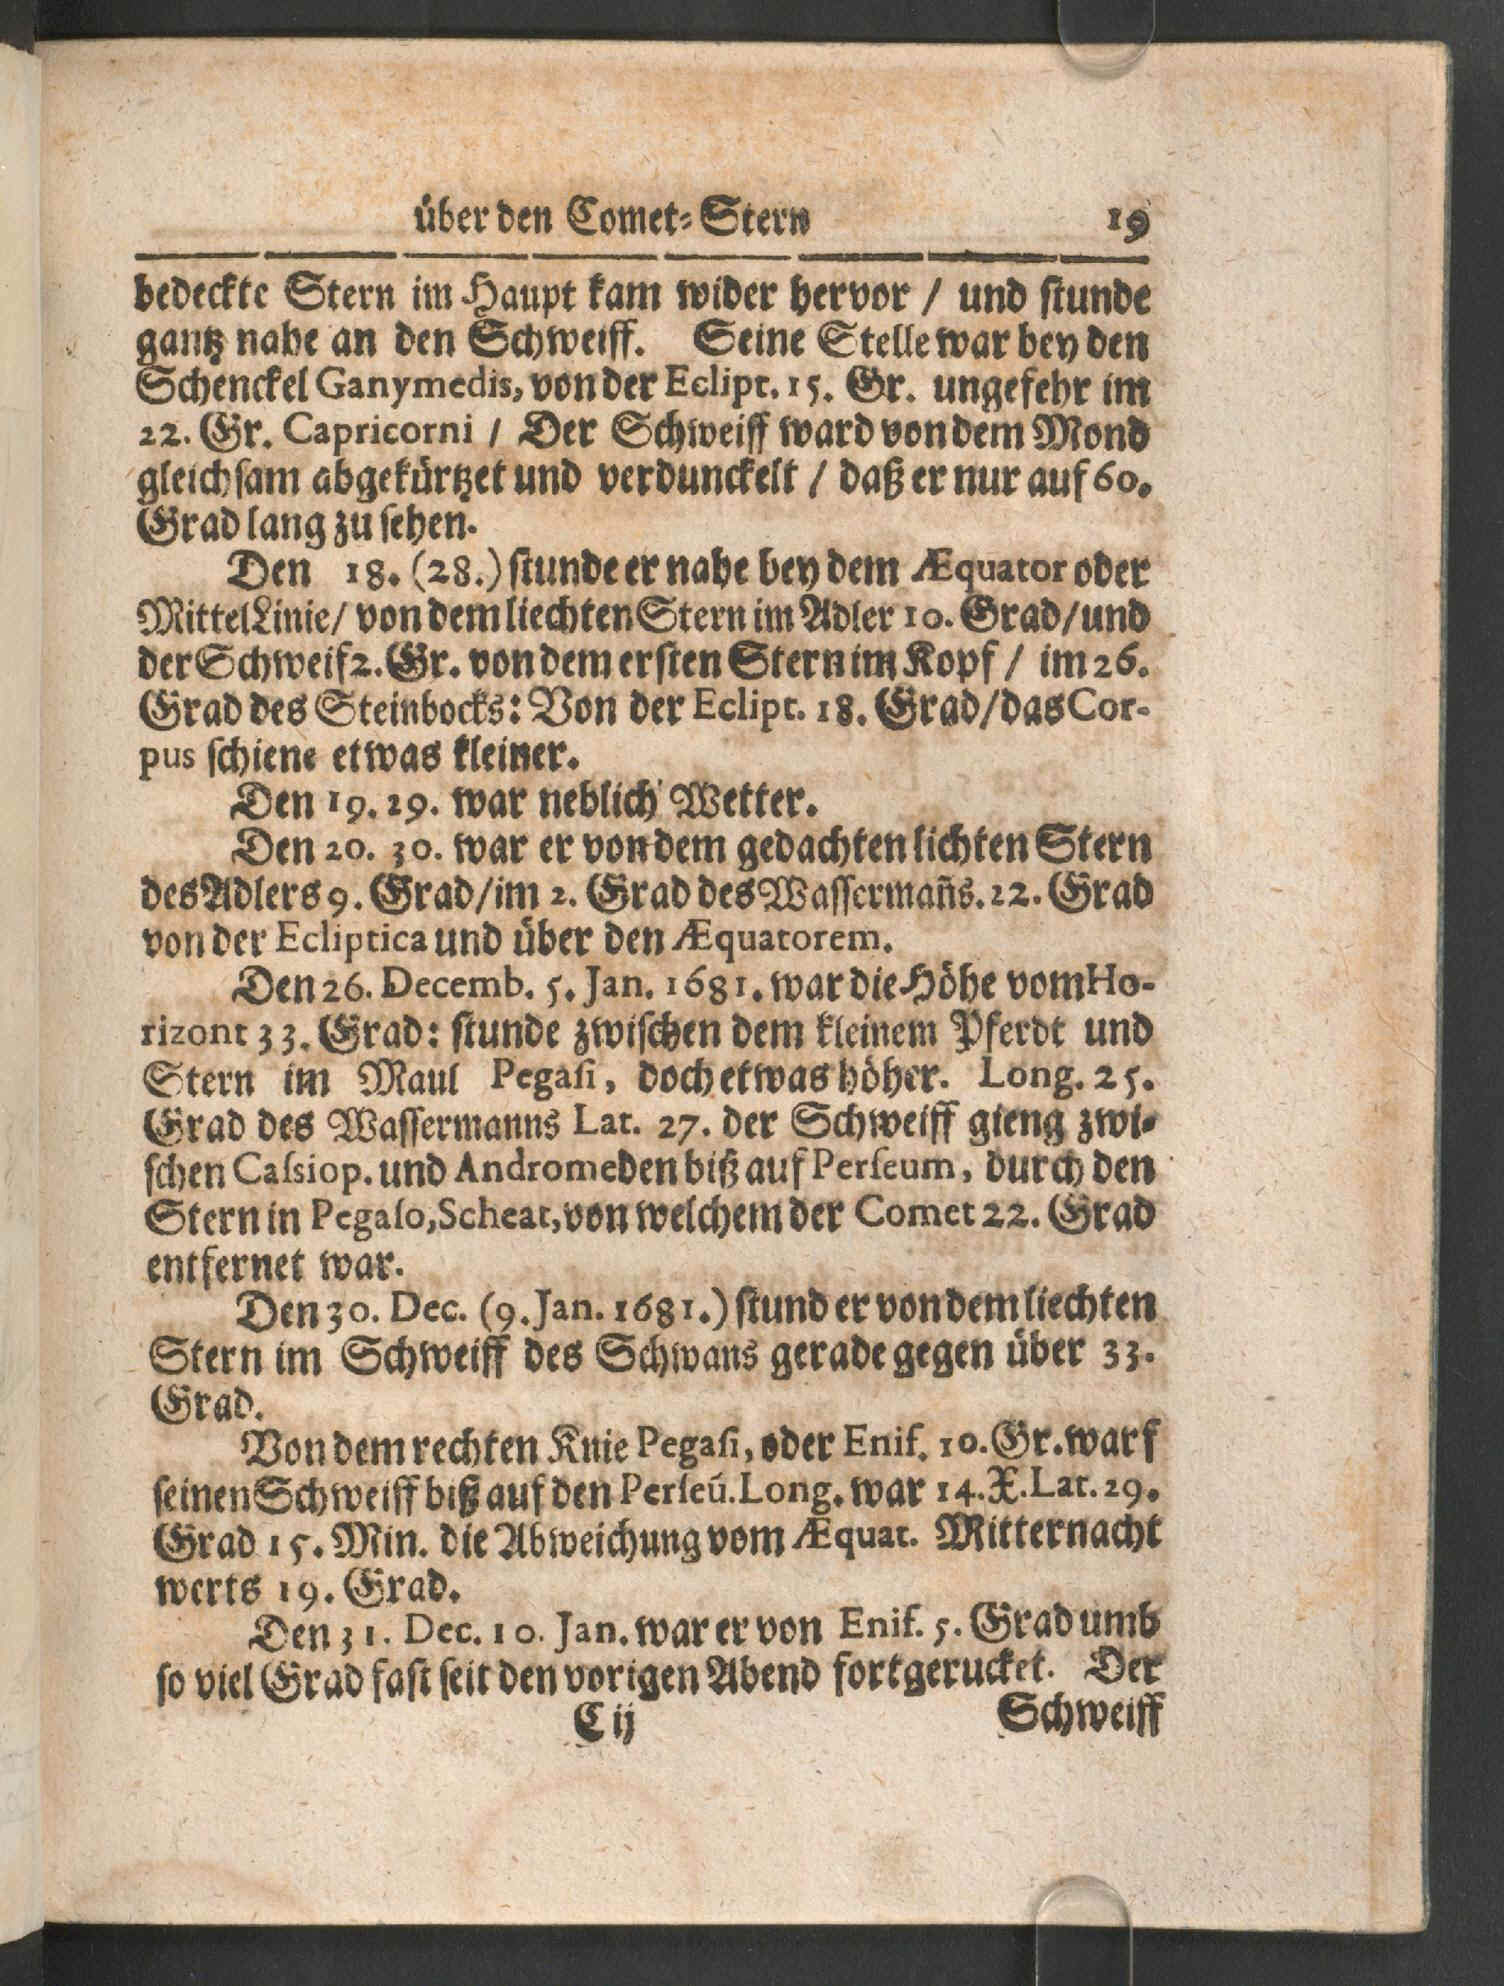 über den Comet-Stern 19
bedeckte Stern im Haupt kam wider hervor / und stunde
gantz nahe an den Schweiff. Seine Stelle war bey den
Schenckel Ganymedis, von der Eclipt. 15. Gr. ungefehr im
22. Gr. Capricorni / Der Schweiff ward von dem Mond
gleichsam abgekürtzet und verdunckelt / daß er nur auf 60.
Grad lang zu sehen.
Den 18. (28.) stunde er nahe bey dem Æquator oder
MittelLinie / von dem liechten Stern im Adler 10. Grad / und
der Schweif 2. Gr. von dem ersten Stern im Kopf / im 26.
Grad des Steinbocks: Von der Eclipt. 18. Grad / das Cor-
pus schiene etwas kleiner.
Den 19. 29. war neblich Wetter.
Den 20. 30. war er von dem gedachten lichten Stern
des Adlers 9. Grad / im 2. Grad des Wassermañs. 22. Grad
von der Ecliptica und über den Æquatorem.
Den 26. Decemb. 5. Jan. 1681. war die Höhe vom Ho-
rizont 33. Grad: stunde zwischen dem kleinem Pferdt und
Stern im Maul Pegasi, doch etwas höher. Long. 25.
Grad des Wassermanns Lat. 27. der Schweiff gieng zwi-
schen Cassiop. und Andromeden biß auf Perseum, durch den
Stern in Pegaso, Scheat, von welchem der Comet 22. Grad
entfernet war.
Den 30. Dec. (9. Jan. 1681.) stund er von dem liechten
Stern im Schweiff des Schwans gerade gegen über 33.
Grad.
Von dem rechten Knie Pegasi, oder Enif. 10. Gr. warf
seinen Schweiff biß auf den Perseũ. Long. war 14. X. Lat. 29.
Grad 15. Min. die Abweichung vom Æquat. Mitternacht
werts 19. Grad.
Den 31. Dec. 10. Jan. war er von Enif. 5. Grad umb
so viel Grad fast seit den vorigen Abend fortgerucket. Der
C ij Schweiff